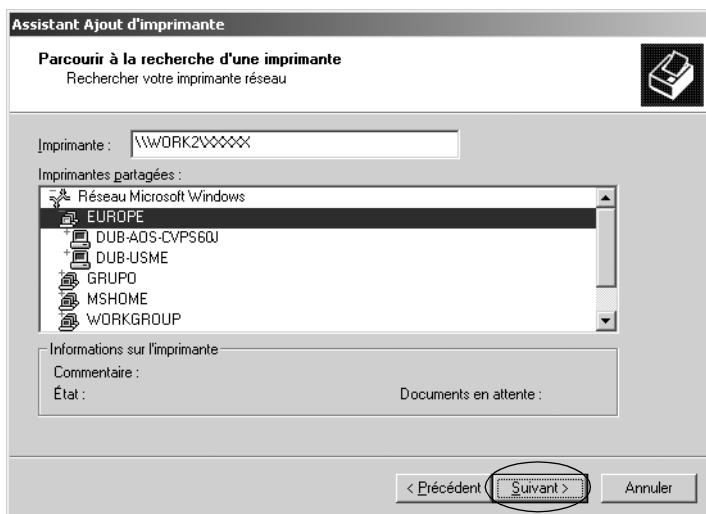 Assistant Ajout d'imprimante
Parcourir à la recherche d'une imprimante
Rechercher votre imprimante réseau
Imprimante : \\WORK2\XXXXX
Imprimantes partagées :
Réseau Microsoft Windows
EUROPE
DUB-AOS-CVPS60J
DUB-USME
GRUPO
MSHOME
WORKGROUP
Informations sur l'imprimante
Commentaire :
État : Documents en attente :
< Précédent Suivant > Annuler